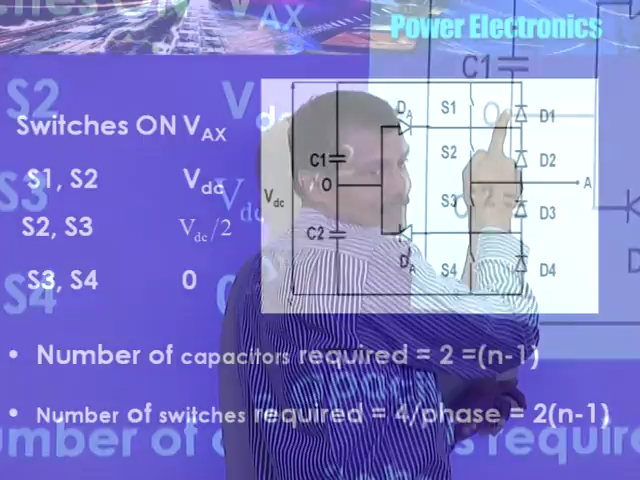 Power Electronics
Switches ON V_AX
S1, S2 V_dc
S2, S3 V_dc/2
S3, S4 0
C1
O
C2
V_dc
D_A
D_A
S1
S2
S3
S4
D1
D2
D3
D4
A
• Number of capacitors required = 2 =(n-1)
• Number of switches required = 4/phase = 2(n-1)